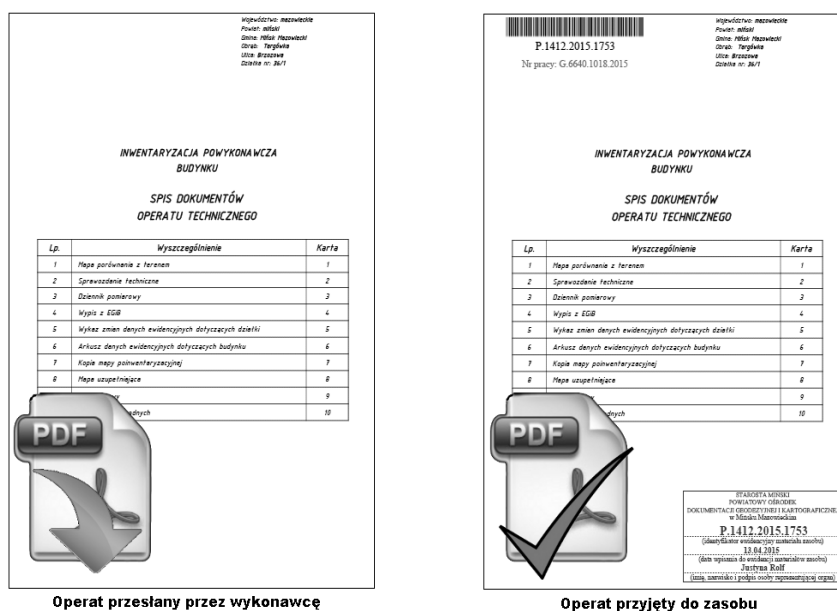 Województwo: mazowieckie
Powiat: miński
Gmina: Mińsk Mazowiecki
Obręb: Targówka
Ulica: Brzozowa
Działka nr: 36/1
INWENTARYZACJA POWYKONAWCZA
BUDYNKU
SPIS DOKUMENTÓW
OPERATU TECHNICZNEGO
Lp. Wyszczególnienie Karta
1 Mapa porównania z terenem 1
2 Sprawozdanie techniczne 2
3 Dziennik pomiarowy 3
4 Wypis z EGiB 4
5 Wykaz zmian danych ewidencyjnych dotyczących działki 5
6 Arkusz danych ewidencyjnych dotyczących budynku 6
7 Kopia mapy poinwentaryzacyjnej 7
8 Mapa uzupełniająca 8
9
10
PDF
Operat przesłany przez wykonawcę
P.1412.2015.1753
Nr pracy: G.6640.1018.2015
Województwo: mazowieckie
Powiat: miński
Gmina: Mińsk Mazowiecki
Obręb: Targówka
Ulica: Brzozowa
Działka nr: 36/1
INWENTARYZACJA POWYKONAWCZA
BUDYNKU
SPIS DOKUMENTÓW
OPERATU TECHNICZNEGO
Lp. Wyszczególnienie Karta
1 Mapa porównania z terenem 1
2 Sprawozdanie techniczne 2
3 Dziennik pomiarowy 3
4 Wypis z EGiB 4
5 Wykaz zmian danych ewidencyjnych dotyczących działki 5
6 Arkusz danych ewidencyjnych dotyczących budynku 6
7 Kopia mapy poinwentaryzacyjnej 7
8 Mapa uzupełniająca 8
9
10
PDF
STAROSTA MIŃSKI
POWIATOWY OŚRODEK
DOKUMENTACJI GEODEZYJNEJ I KARTOGRAFICZNEJ
w Mińsku Mazowieckim
P.1412.2015.1753
(identyfikator ewidencyjny materiału zasobu)
13.04.2015
(data wpisania do ewidencji materiałów zasobu)
Justyna Rolf
(imię, nazwisko i podpis osoby reprezentującej organ)
Operat przyjęty do zasobu